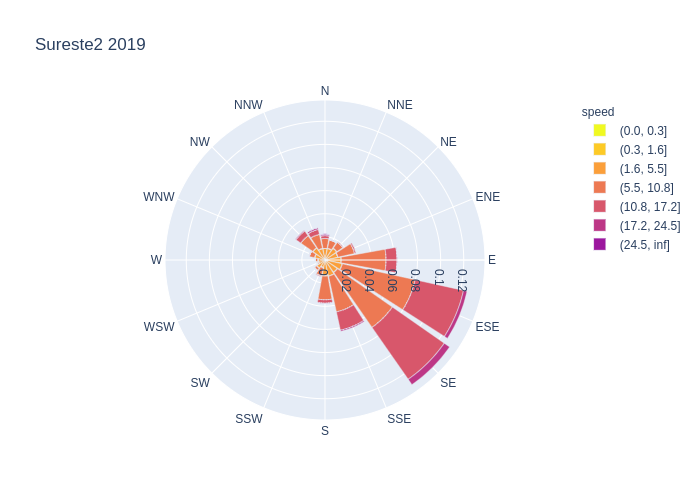 Sureste2 2019
N
NNE
NE
ENE
E
ESE
SE
SSE
S
SSW
SW
WSW
W
WNW
NW
NNW
0
0.02
0.04
0.06
0.08
0.1
0.12
speed
(0.0, 0.3]
(0.3, 1.6]
(1.6, 5.5]
(5.5, 10.8]
(10.8, 17.2]
(17.2, 24.5]
(24.5, inf]